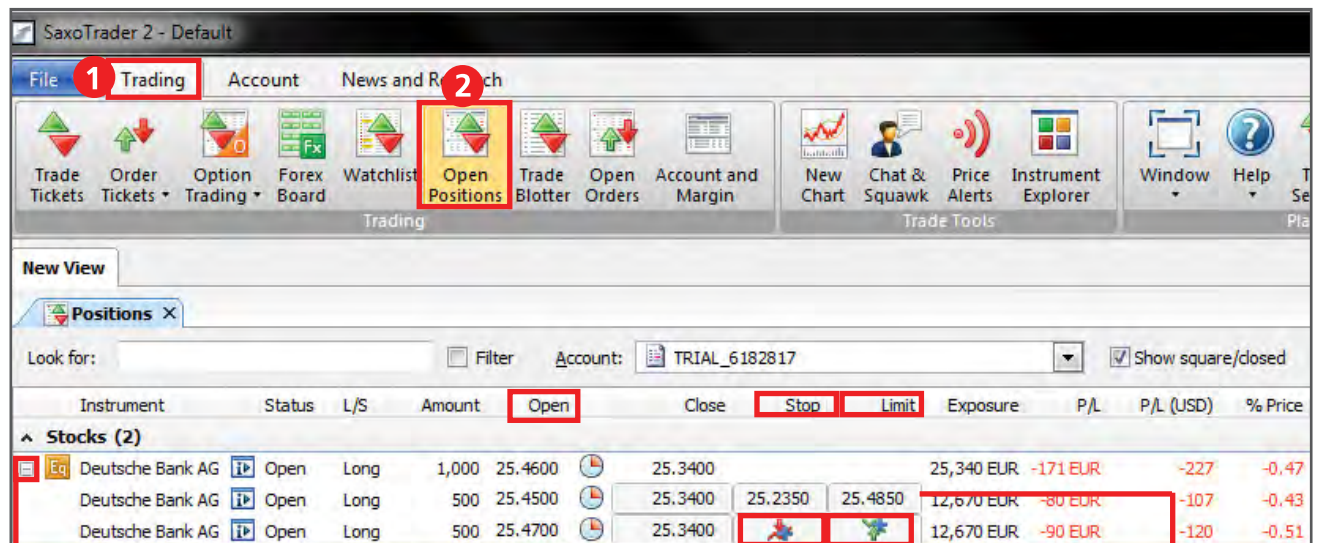 SaxoTrader 2 - Default
File 1 Trading Account News and R ch
2
Trade Tickets Order Tickets Option Trading Forex Board Watchlist Open Positions Trade Blotter Open Orders Account and Margin New Chart Chat & Squawk Price Alerts Instrument Explorer Window Help
Trading Trade Tools
New View
Positions X
Look for: Filter Account: TRIAL_6182817 Show square/closed
Instrument Status L/S Amount Open Close Stop Limit Exposure P/L P/L (USD) % Price
Stocks (2)
Eq Deutsche Bank AG Open Long 1,000 25.4600 25.3400 25,340 EUR -171 EUR -227 -0.47
Deutsche Bank AG Open Long 500 25.4500 25.3400 25.2350 25.4850 12,670 EUR -80 EUR -107 -0.43
Deutsche Bank AG Open Long 500 25.4700 25.3400 12,670 EUR -90 EUR -120 -0.51